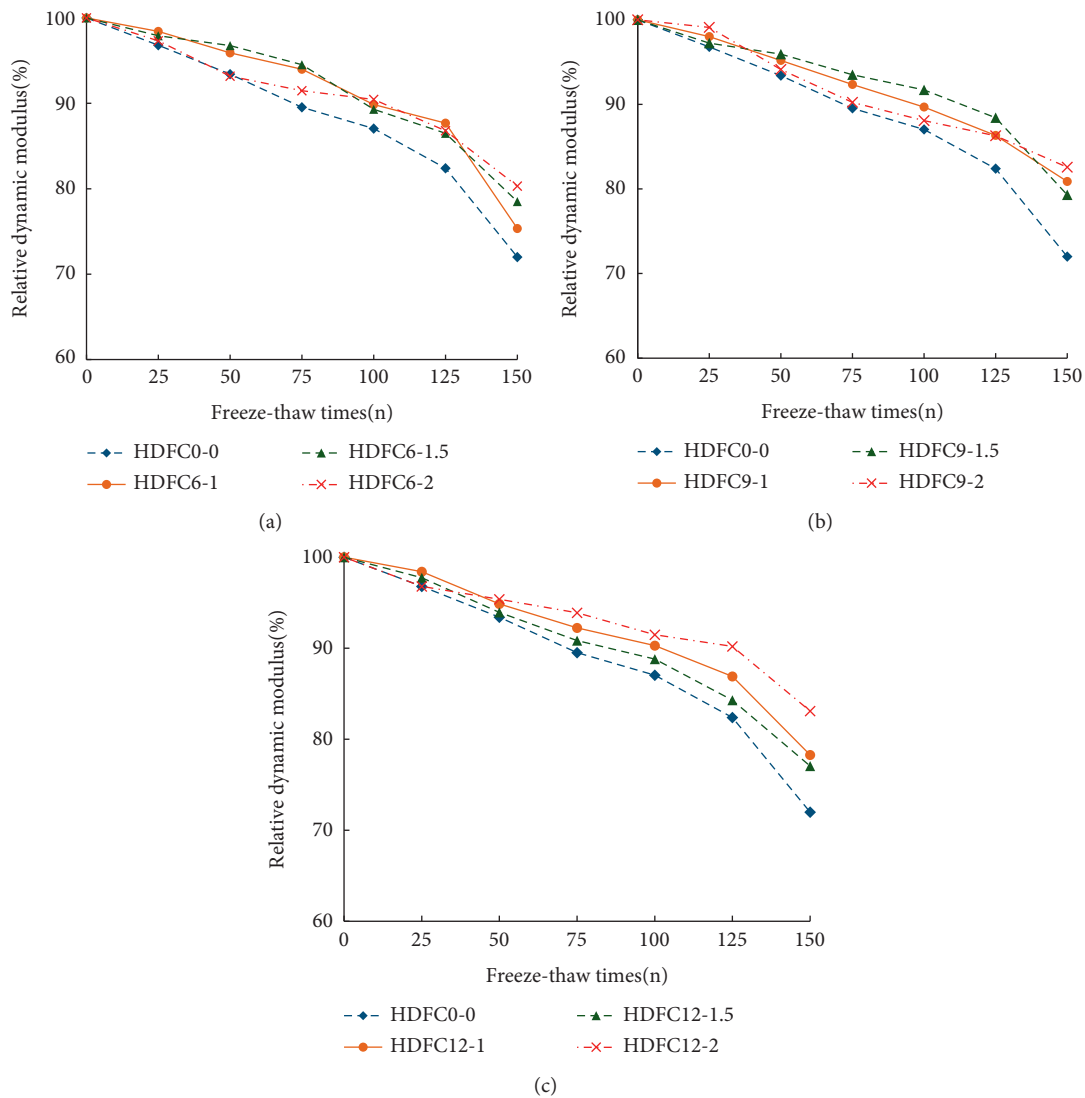 100
90
80
70
60
Relative dynamic modulus(%)
0 25 50 75 100 125 150
Freeze-thaw times(n)
HDFC0-0 HDFC6-1.5
HDFC6-1 HDFC6-2
(a)
100
90
80
70
60
Relative dynamic modulus(%)
0 25 50 75 100 125 150
Freeze-thaw times(n)
HDFC0-0 HDFC9-1.5
HDFC9-1 HDFC9-2
(b)
100
90
80
70
60
Relative dynamic modulus(%)
0 25 50 75 100 125 150
Freeze-thaw times(n)
HDFC0-0 HDFC12-1.5
HDFC12-1 HDFC12-2
(c)